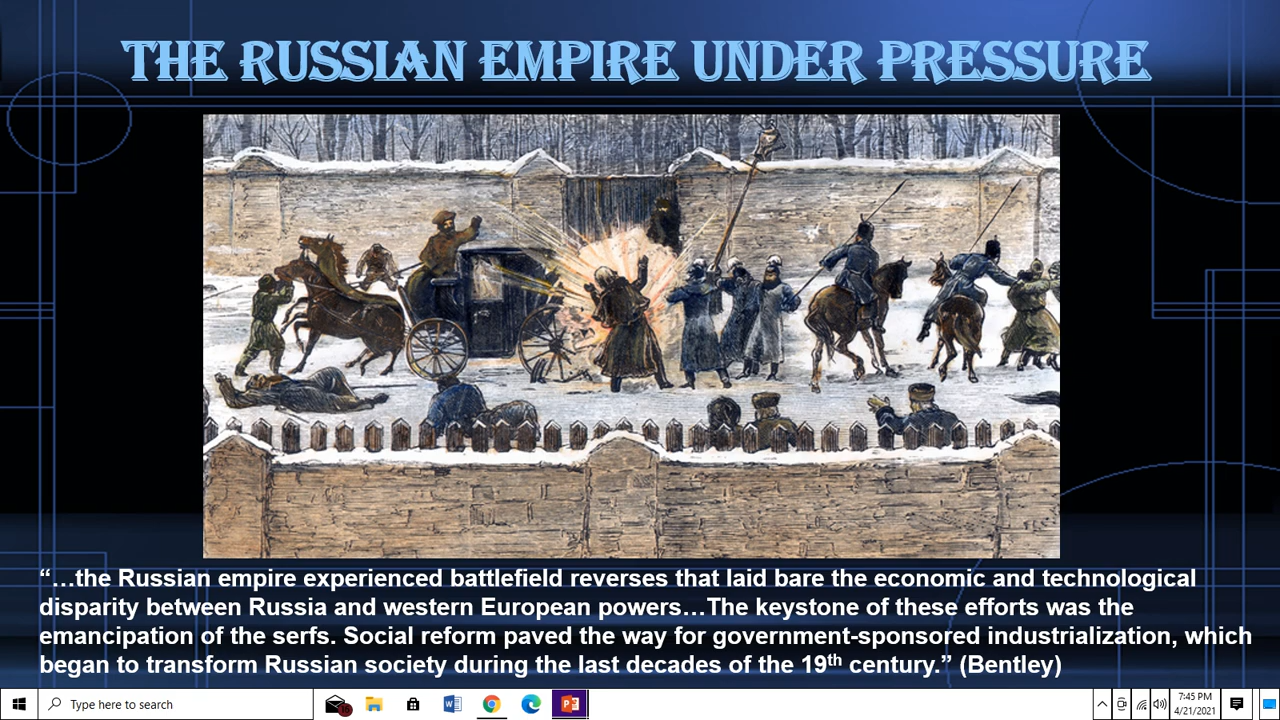 THE RUSSIAN EMPIRE UNDER PRESSURE
“…the Russian empire experienced battlefield reverses that laid bare the economic and technological
disparity between Russia and western European powers…The keystone of these efforts was the
emancipation of the serfs. Social reform paved the way for government-sponsored industrialization, which
began to transform Russian society during the last decades of the 19th century.” (Bentley)
Type here to search
7:45 PM
4/21/2021